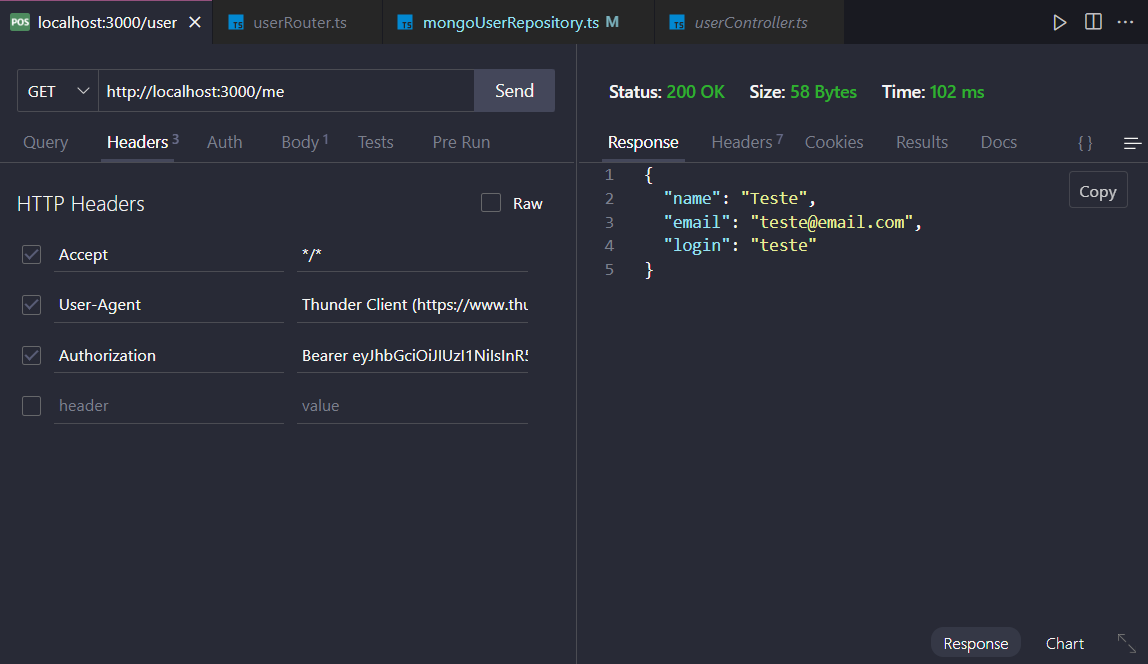 POS localhost:3000/user × TS userRouter.ts TS mongoUserRepository.ts M TS userController.ts
GET http://localhost:3000/me Send
Query Headers 3 Auth Body 1 Tests Pre Run
HTTP Headers Raw
Accept */*
User-Agent Thunder Client (https://www.thu
Authorization Bearer eyJhbGciOiJIUzI1NiIsInR5
header value
Status: 200 OK Size: 58 Bytes Time: 102 ms
Response Headers 7 Cookies Results Docs { }
Copy
1 {
2 "name": "Teste",
3 "email": "teste@email.com",
4 "login": "teste"
5 }
Response Chart